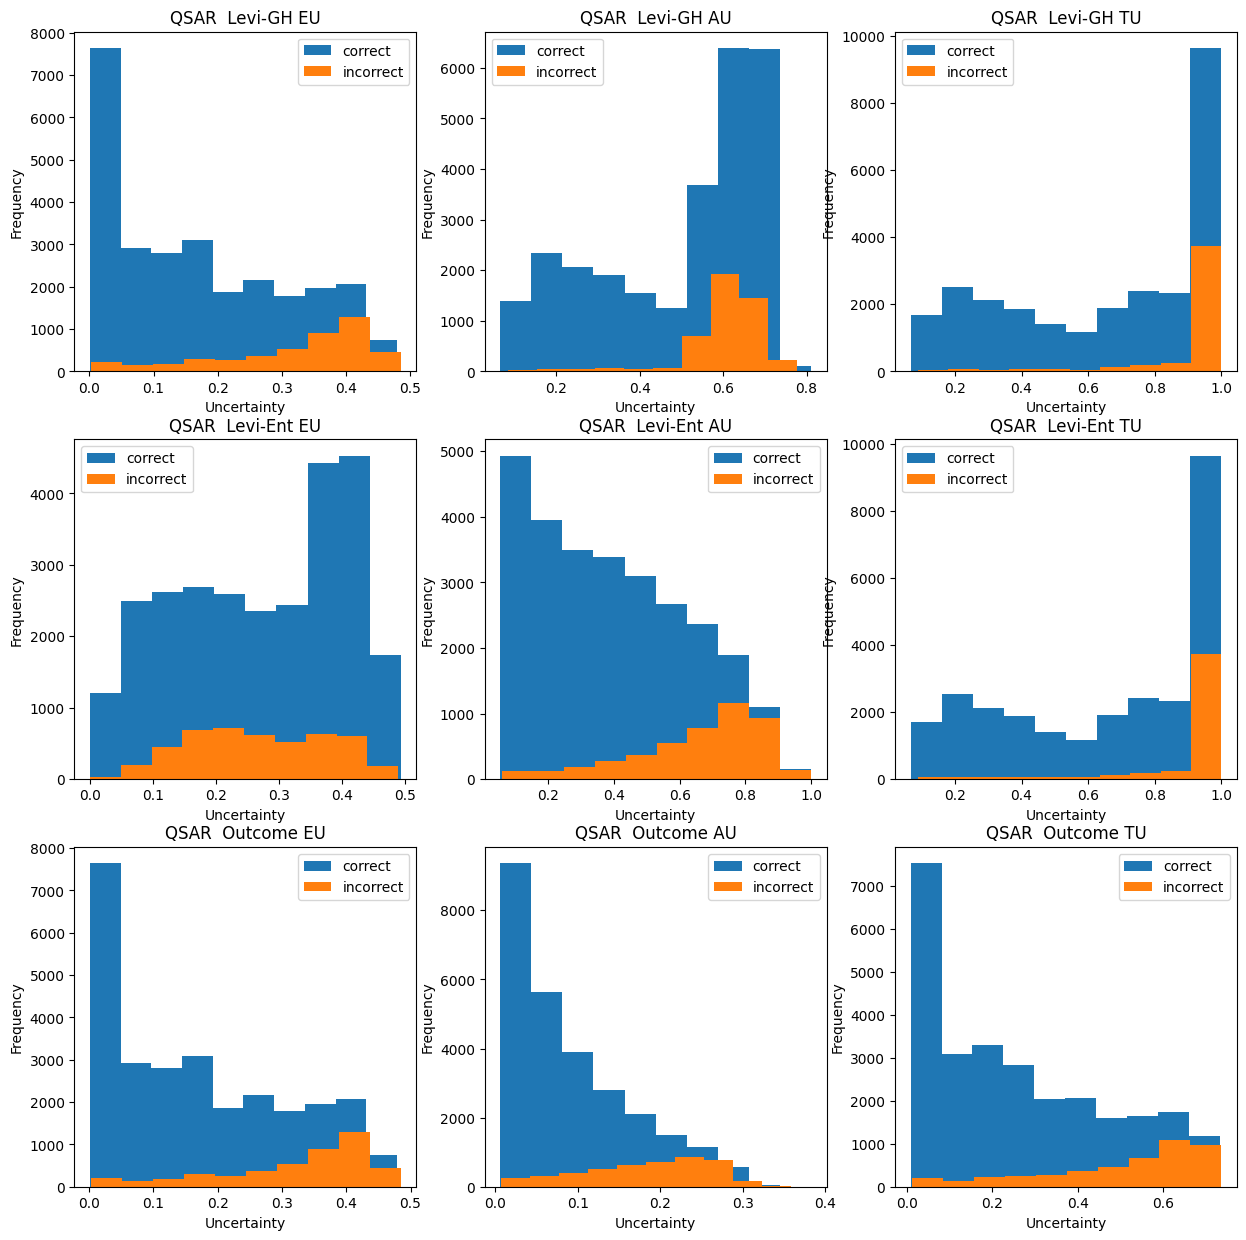 QSAR  Levi-GH EU
correct
incorrect
8000
7000
6000
5000
4000
3000
2000
1000
0
Frequency
0.0 0.1 0.2 0.3 0.4 0.5
Uncertainty
QSAR  Levi-GH AU
correct
incorrect
6000
5000
4000
3000
2000
1000
0
Frequency
0.2 0.4 0.6 0.8
Uncertainty
QSAR  Levi-GH TU
correct
incorrect
10000
8000
6000
4000
2000
0
Frequency
0.2 0.4 0.6 0.8 1.0
Uncertainty
QSAR  Levi-Ent EU
correct
incorrect
4000
3000
2000
1000
0
Frequency
0.0 0.1 0.2 0.3 0.4 0.5
Uncertainty
QSAR  Levi-Ent AU
correct
incorrect
5000
4000
3000
2000
1000
0
Frequency
0.2 0.4 0.6 0.8 1.0
Uncertainty
QSAR  Levi-Ent TU
correct
incorrect
10000
8000
6000
4000
2000
0
Frequency
0.2 0.4 0.6 0.8 1.0
Uncertainty
QSAR  Outcome EU
correct
incorrect
8000
7000
6000
5000
4000
3000
2000
1000
0
Frequency
0.0 0.1 0.2 0.3 0.4 0.5
Uncertainty
QSAR  Outcome AU
correct
incorrect
8000
6000
4000
2000
0
Frequency
0.0 0.1 0.2 0.3 0.4
Uncertainty
QSAR  Outcome TU
correct
incorrect
7000
6000
5000
4000
3000
2000
1000
0
Frequency
0.0 0.2 0.4 0.6
Uncertainty